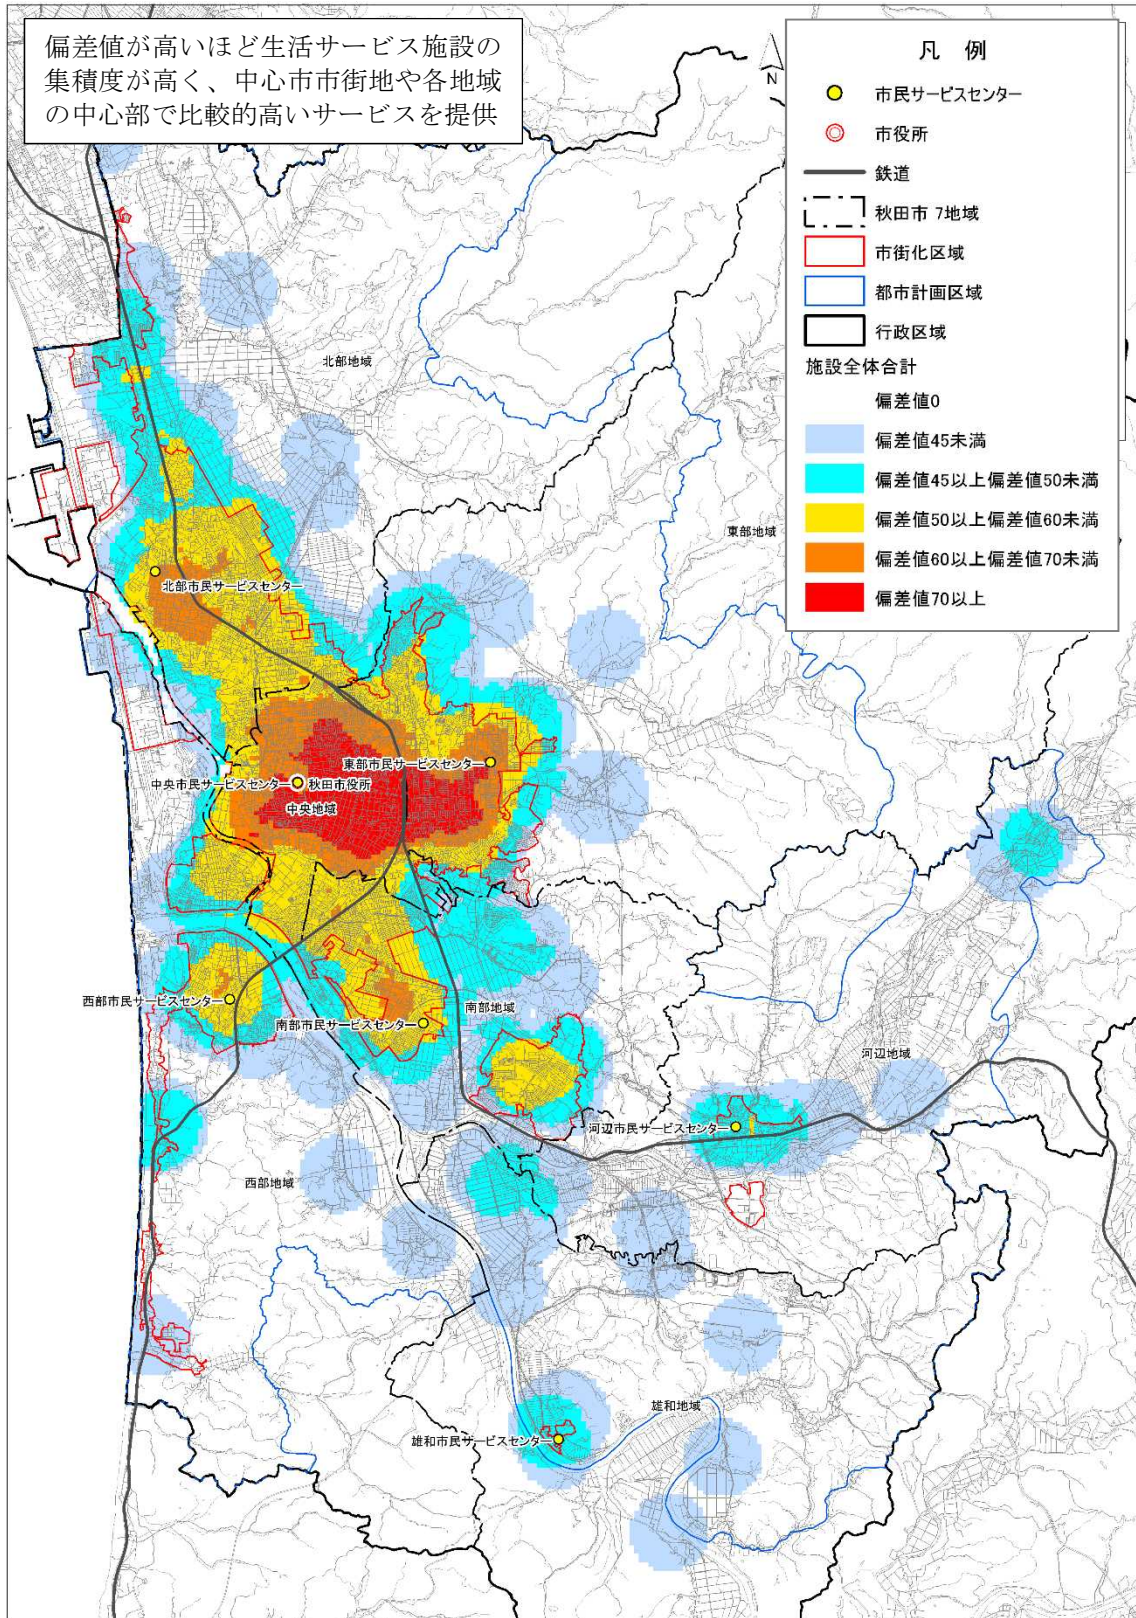 偏差値が高いほど生活サービス施設の
集積度が高く、中心市市街地や各地域
の中心部で比較的高いサービスを提供
N
凡 例
市民サービスセンター
市役所
鉄道
秋田市 7地域
市街化区域
都市計画区域
行政区域
施設全体合計
偏差値0
偏差値45未満
偏差値45以上偏差値50未満
偏差値50以上偏差値60未満
偏差値60以上偏差値70未満
偏差値70以上
北部地域
東部地域
北部市民サービスセンター
東部市民サービスセンター
中央市民サービスセンター
秋田市役所
中央地域
西部市民サービスセンター
南部地域
南部市民サービスセンター
河辺地域
河辺市民サービスセンター
西部地域
雄和地域
雄和市民サービスセンター